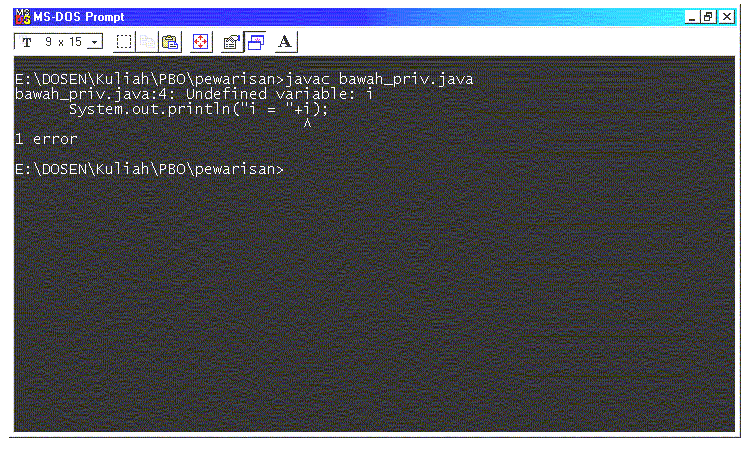 MS-DOS Prompt
T 9 x 15 A
E:\DOSEN\Kuliah\PBO\pewarisan>javac bawah_priv.java
bawah_priv.java:4: Undefined variable: i
System.out.println("i = "+i);
^
1 error
E:\DOSEN\Kuliah\PBO\pewarisan>